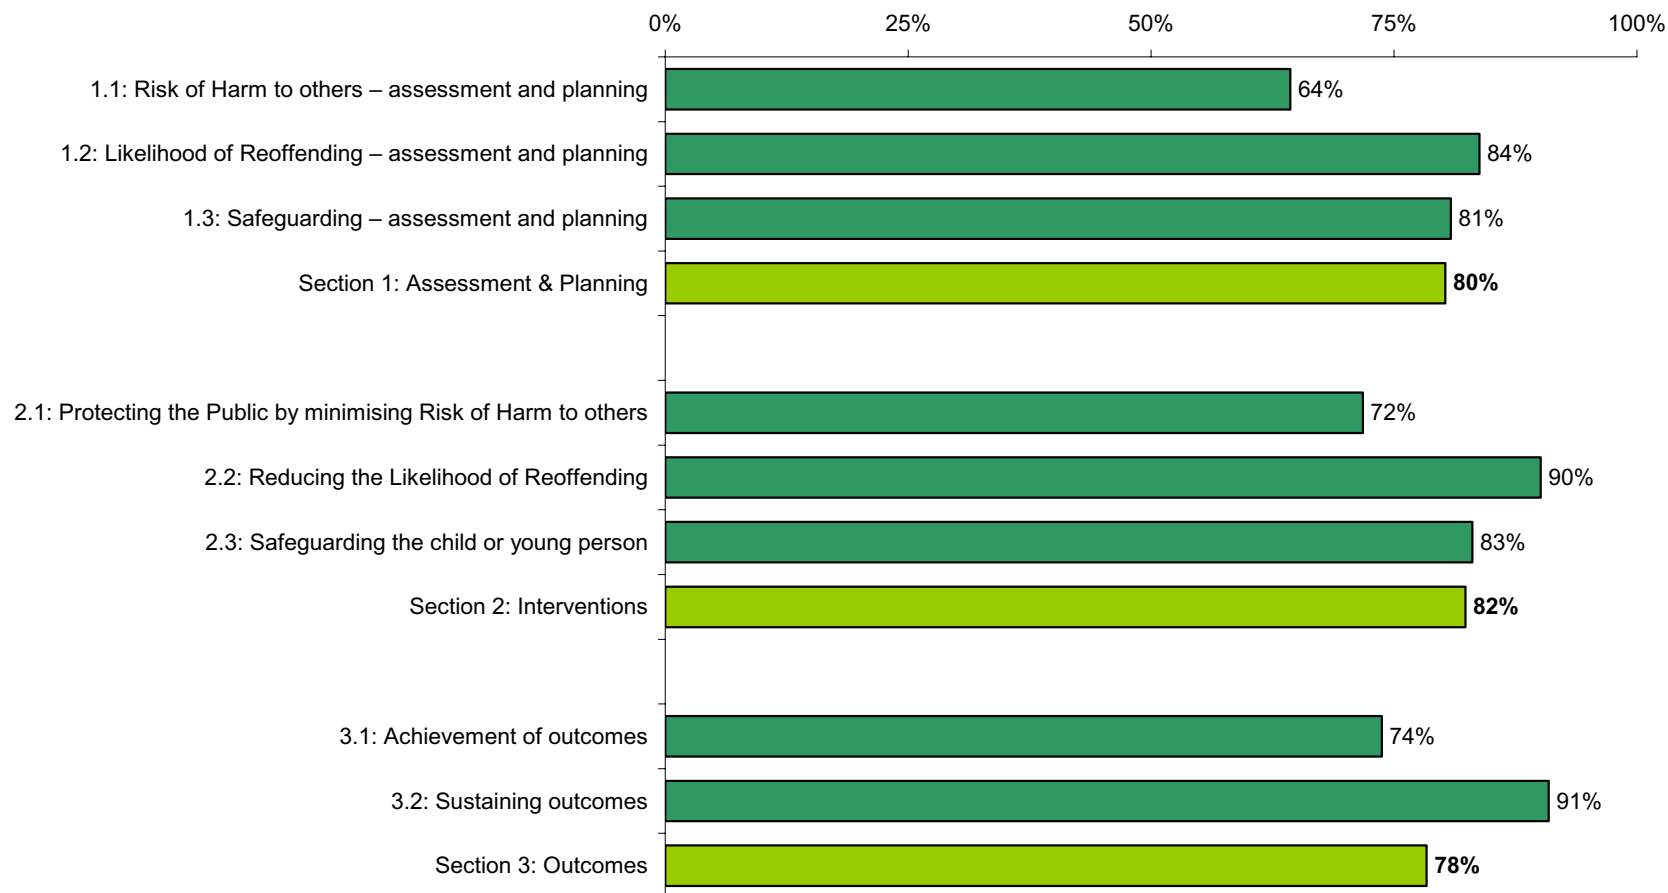 0% 25% 50% 75% 100%
1.1: Risk of Harm to others – assessment and planning 64%
1.2: Likelihood of Reoffending – assessment and planning 84%
1.3: Safeguarding – assessment and planning 81%
Section 1: Assessment & Planning 80%
2.1: Protecting the Public by minimising Risk of Harm to others 72%
2.2: Reducing the Likelihood of Reoffending 90%
2.3: Safeguarding the child or young person 83%
Section 2: Interventions 82%
3.1: Achievement of outcomes 74%
3.2: Sustaining outcomes 91%
Section 3: Outcomes 78%